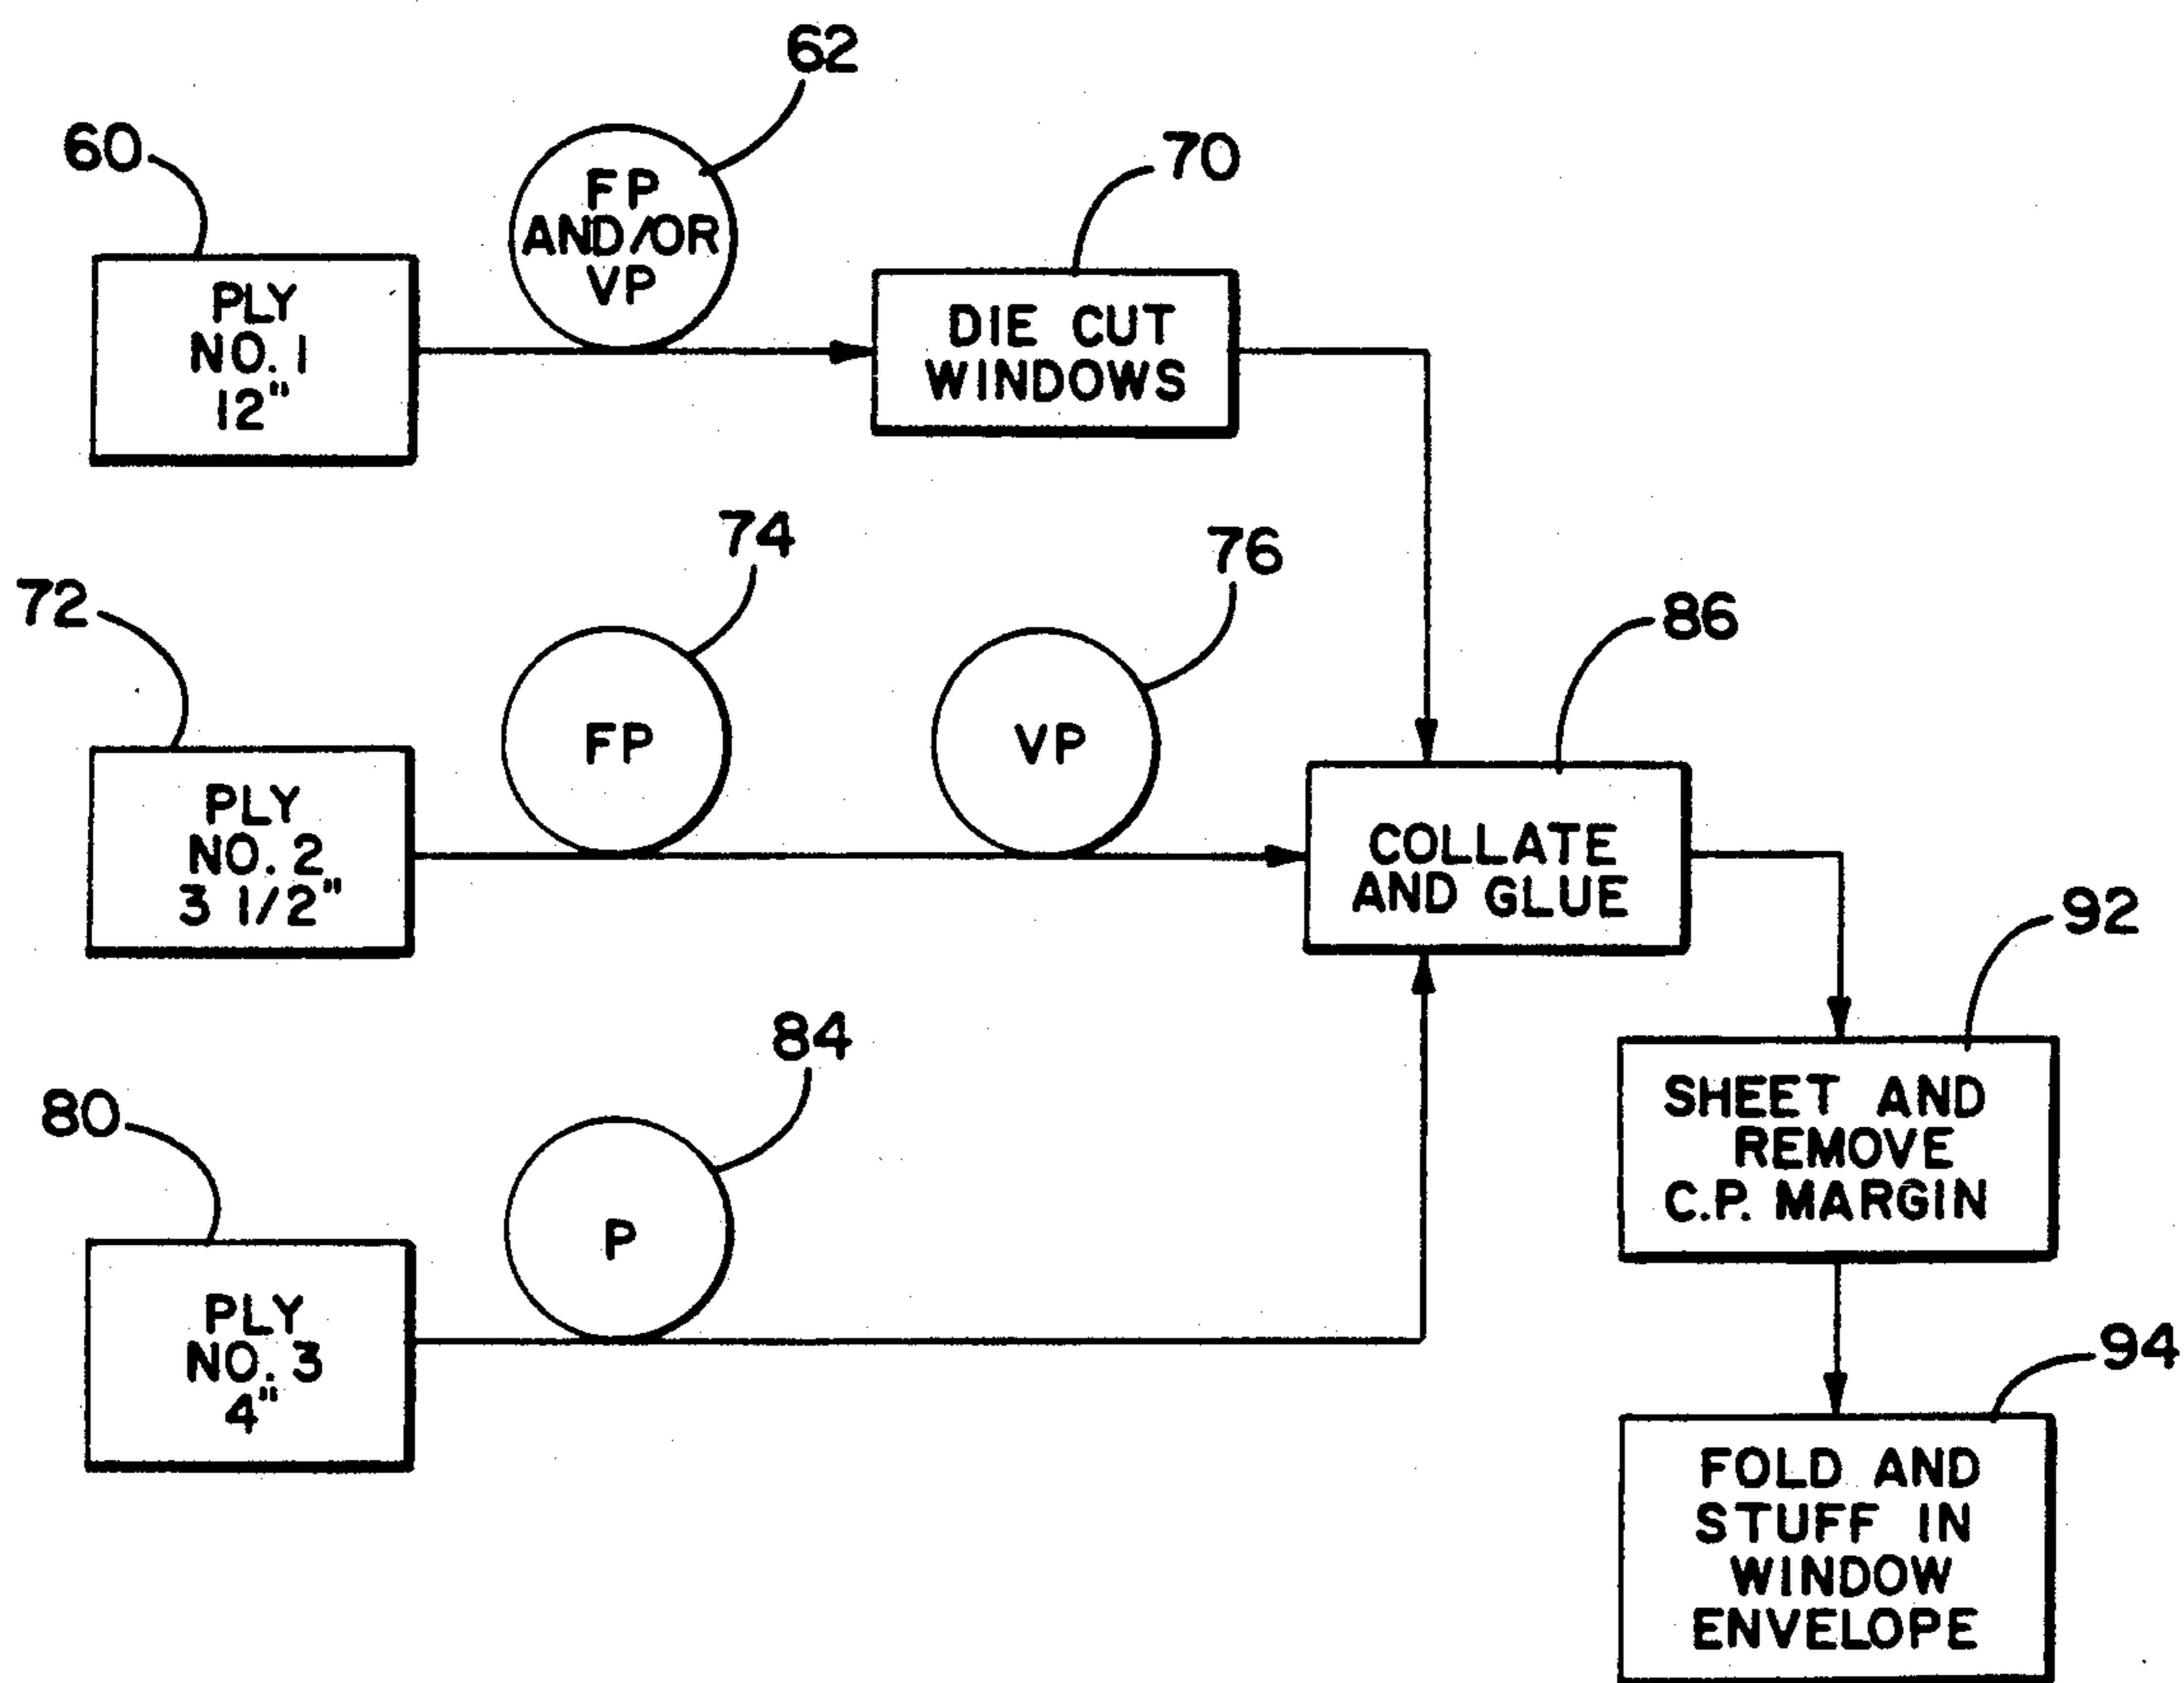 62
60
FP
AND/OR
VP
70
PLY
NO. 1
12"
DIE CUT
WINDOWS
74
76
72
86
FP
VP
PLY
NO. 2
3 1/2"
COLLATE
AND GLUE
92
84
80
P
SHEET AND
REMOVE
C.P. MARGIN
PLY
NO. 3
4"
94
FOLD AND
STUFF IN
WINDOW
ENVELOPE